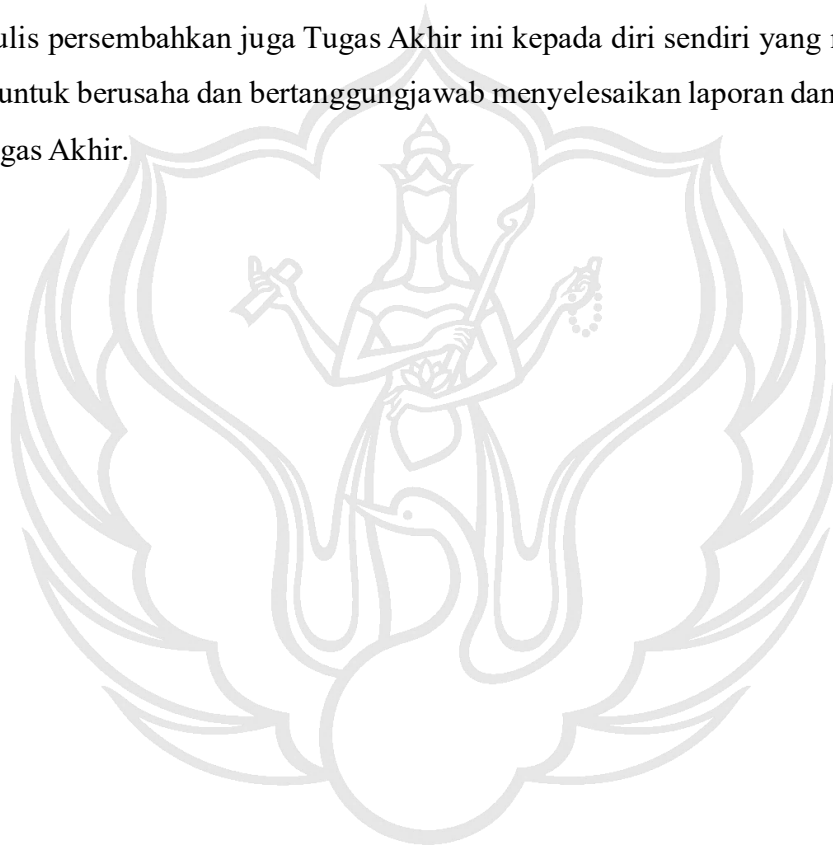 ulis persembahkan juga Tugas Akhir ini kepada diri sendiri yang
untuk berusaha dan bertanggungjawab menyelesaikan laporan dan
gas Akhir.